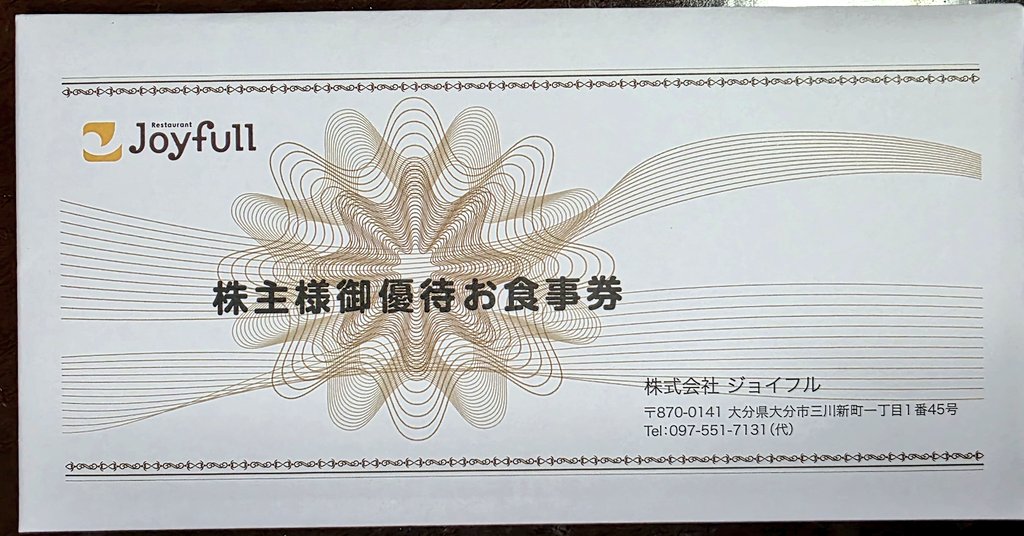 Restaurant
Joyfull
株主様御優待お食事券
株式会社 ジョイフル
〒870-0141 大分県大分市三川新町一丁目1番45号
Tel:097-551-7131(代)